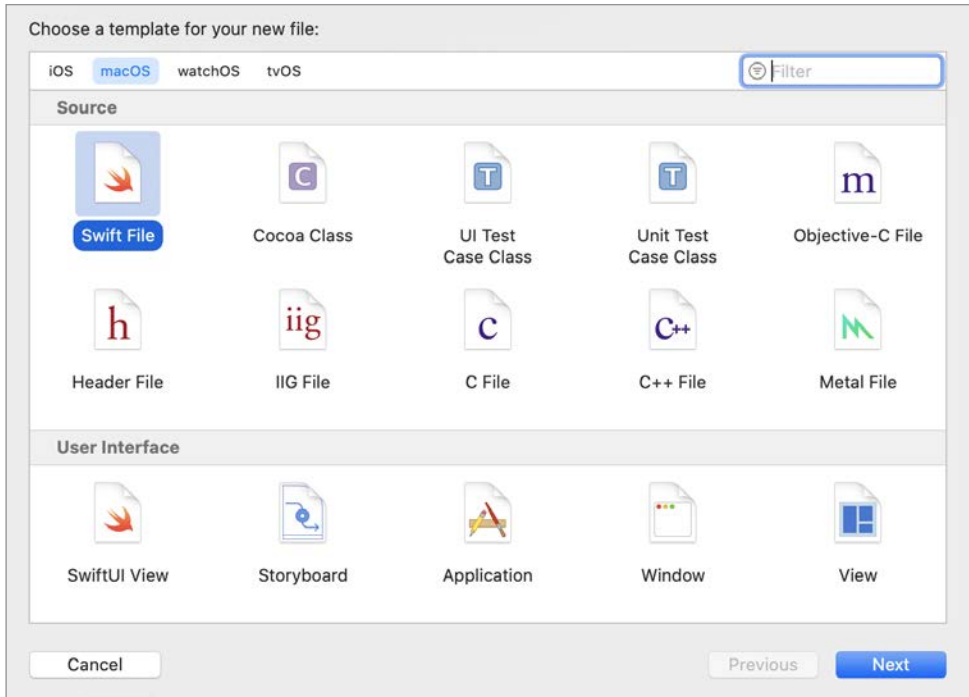 Choose a template for your new file:
iOS macOS watchOS tvOS Filter
Source
C T T m
Swift File Cocoa Class UI Test Case Class Unit Test Case Class Objective-C File
h iig c C++
Header File IIG File C File C++ File Metal File
User Interface
SwiftUI View Storyboard Application Window View
Cancel Previous Next